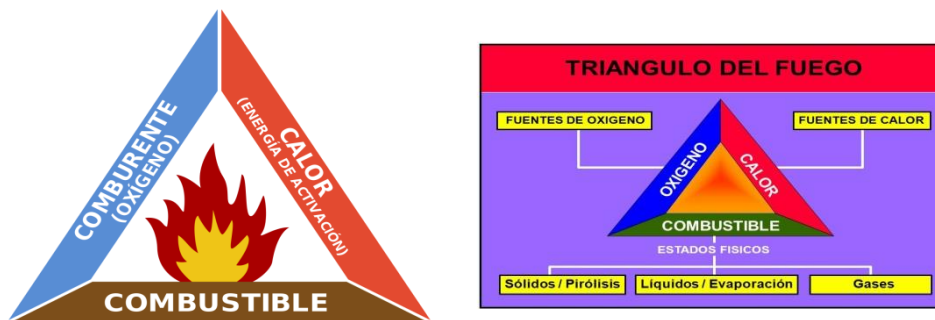 COMBURENTE
(OXÍGENO)
CALOR
(ENERGÍA DE ACTIVACIÓN)
COMBUSTIBLE
TRIANGULO DEL FUEGO
FUENTES DE OXIGENO
FUENTES DE CALOR
OXIGENO
CALOR
COMBUSTIBLE
ESTADOS FISICOS
Sólidos / Pirólisis
Líquidos / Evaporación
Gases